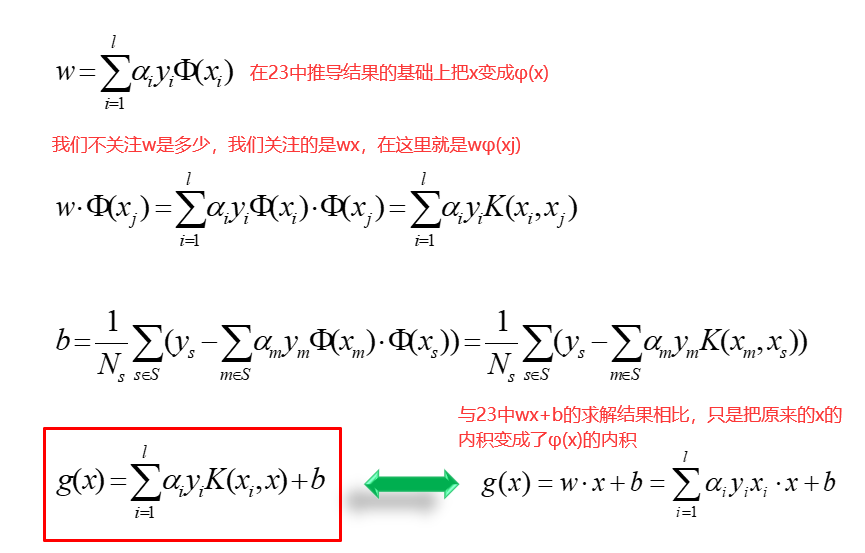 w = \sum_{i=1}^{l} \alpha_i y_i \Phi(x_i) 在23中推导结果的基础上把x变成φ(x)
我们不关注w是多少，我们关注的是wx，在这里就是wφ(xj)
w \cdot \Phi(x_j) = \sum_{i=1}^{l} \alpha_i y_i \Phi(x_i) \cdot \Phi(x_j) = \sum_{i=1}^{l} \alpha_i y_i K(x_i, x_j)
b = \frac{1}{N_s} \sum_{s \in S} (y_s - \sum_{m \in S} \alpha_m y_m \Phi(x_m) \cdot \Phi(x_s)) = \frac{1}{N_s} \sum_{s \in S} (y_s - \sum_{m \in S} \alpha_m y_m K(x_m, x_s))
与23中wx+b的求解结果相比，只是把原来的x的
内积变成了φ(x)的内积
g(x) = \sum_{i=1}^{l} \alpha_i y_i K(x_i, x) + b
g(x) = w \cdot x + b = \sum_{i=1}^{l} \alpha_i y_i x_i \cdot x + b